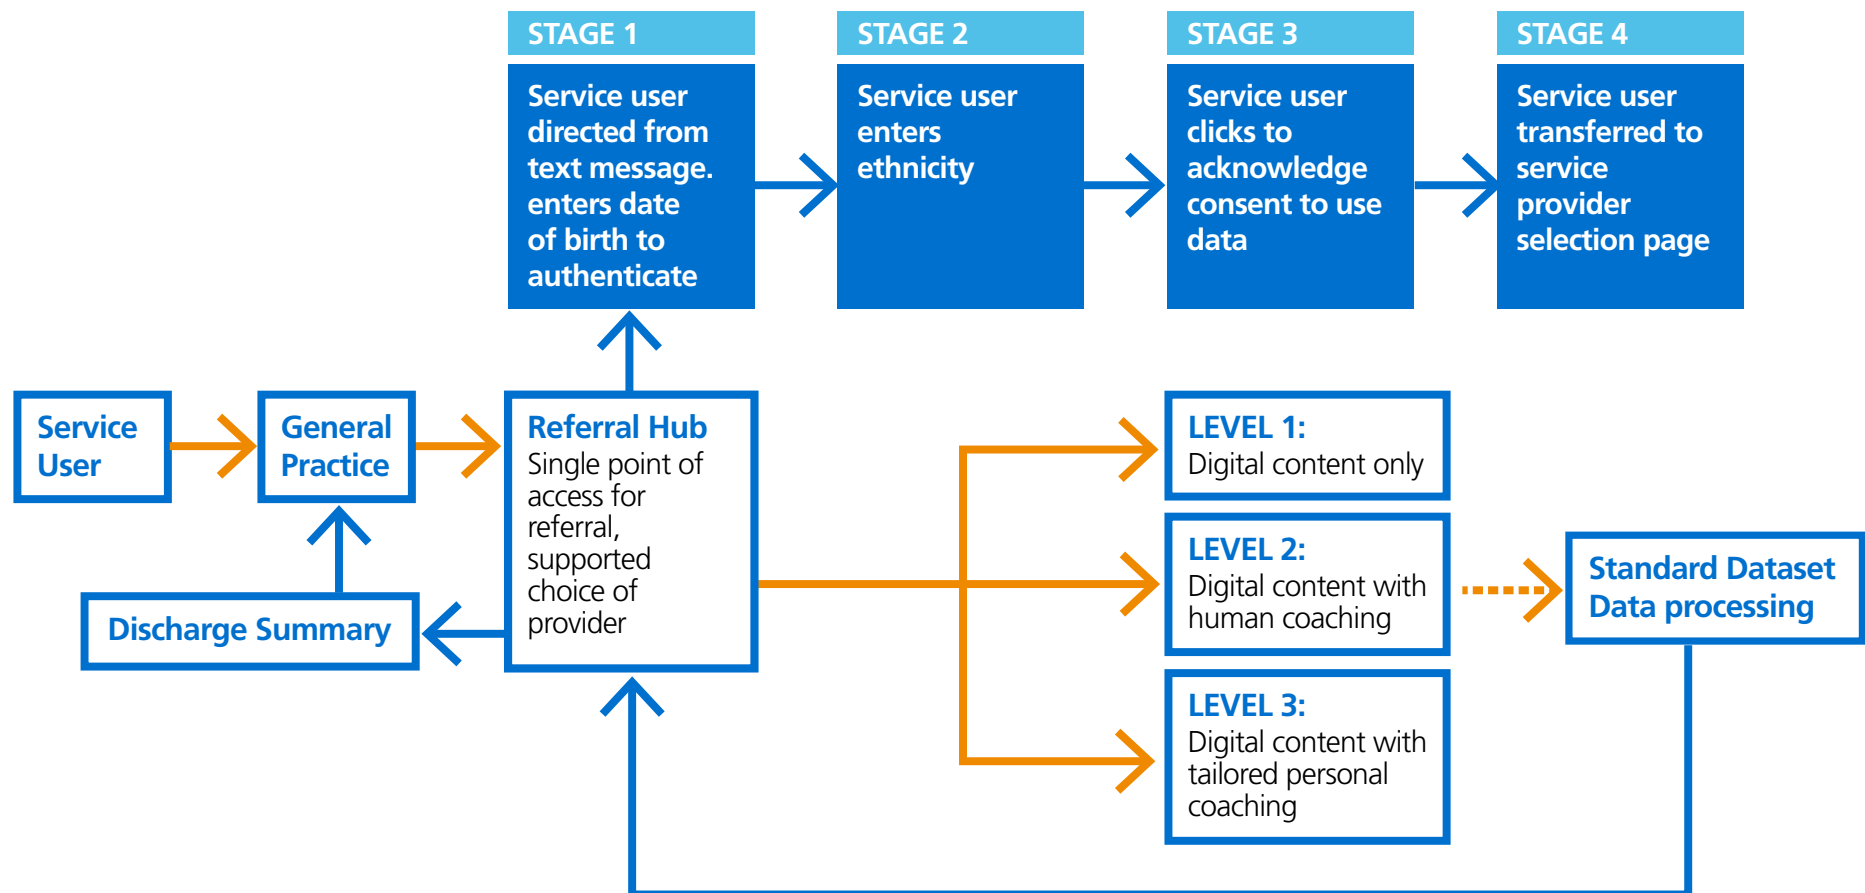 STAGE 1
Service user
directed from
text message.
enters date
of birth to
authenticate
STAGE 2
Service user
enters
ethnicity
STAGE 3
Service user
clicks to
acknowledge
consent to use
data
STAGE 4
Service user
transferred to
service
provider
selection page
Service
User
General
Practice
Referral Hub
Single point of
access for
referral,
supported
choice of
provider
Discharge Summary
LEVEL 1:
Digital content only
LEVEL 2:
Digital content with
human coaching
LEVEL 3:
Digital content with
tailored personal
coaching
Standard Dataset
Data processing